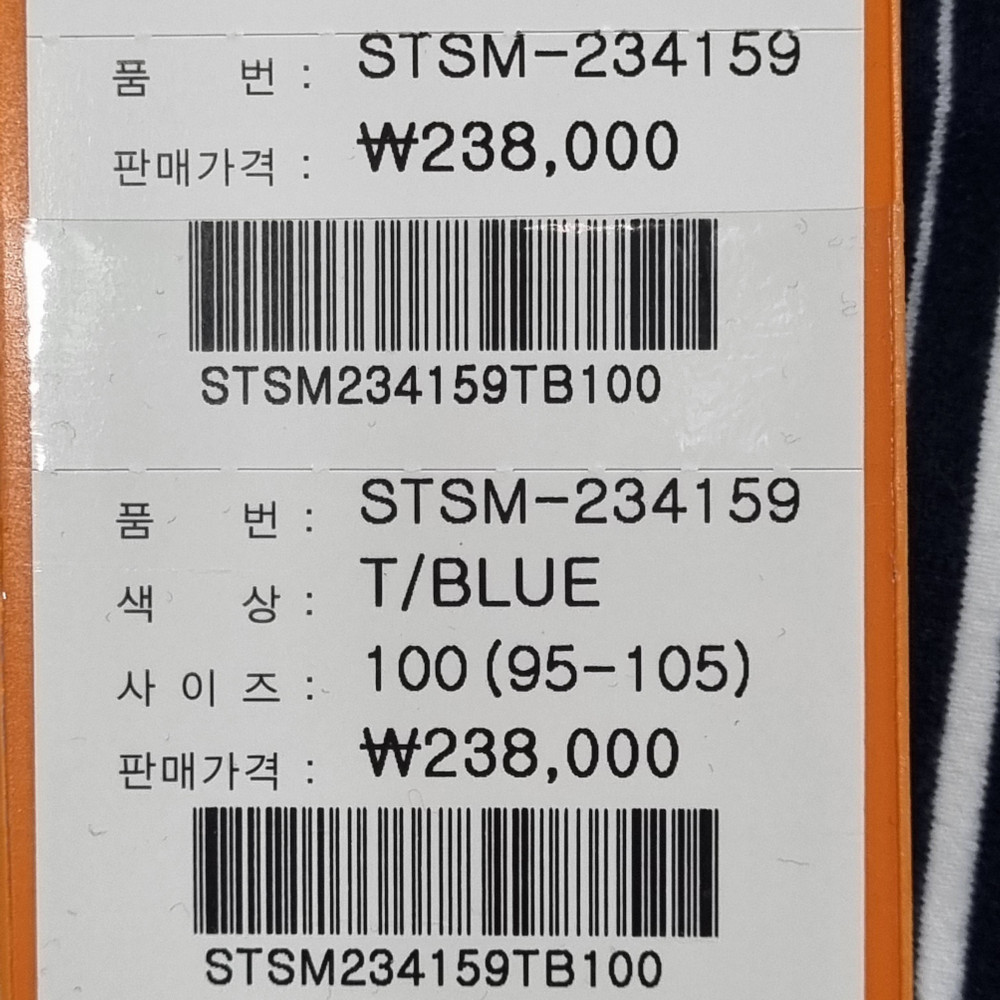 품 번 : STSM-234159
판매가격 : ₩238,000
STSM234159TB100
품 번 : STSM-234159
색 상 : T/BLUE
사 이 즈 : 100(95-105)
판매가격 : ₩238,000
STSM234159TB100